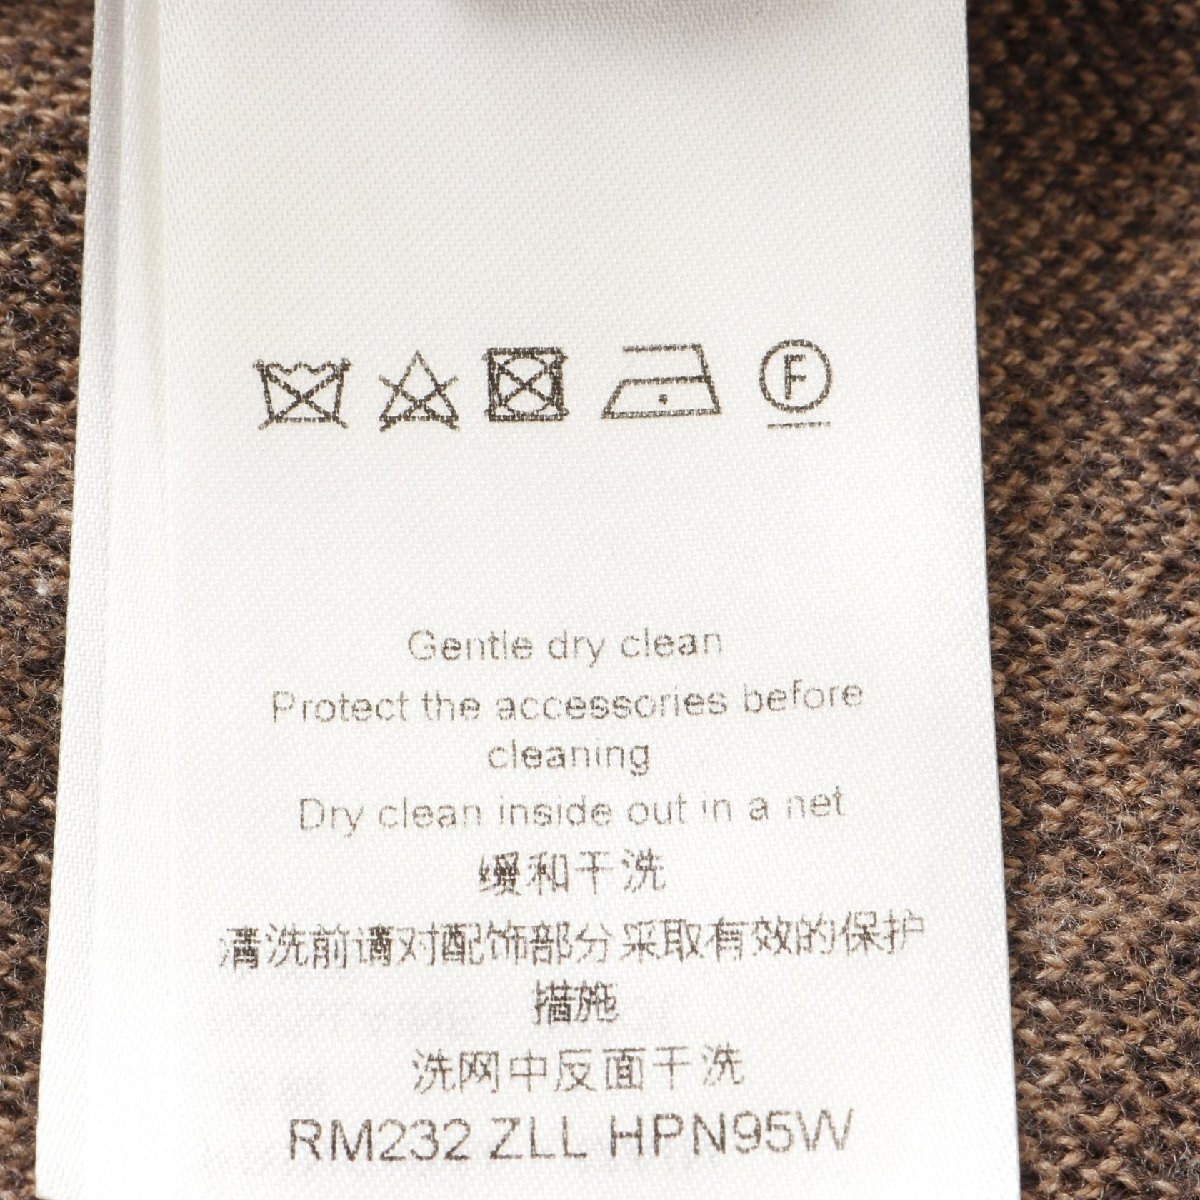 F
Gentle dry clean
Protect the accessories before
cleaning
Dry clean inside out in a net
缓和干洗
清洗前请对配饰部分采取有效的保护
措施
洗网中反面干洗
RM232 ZLL HPN95W